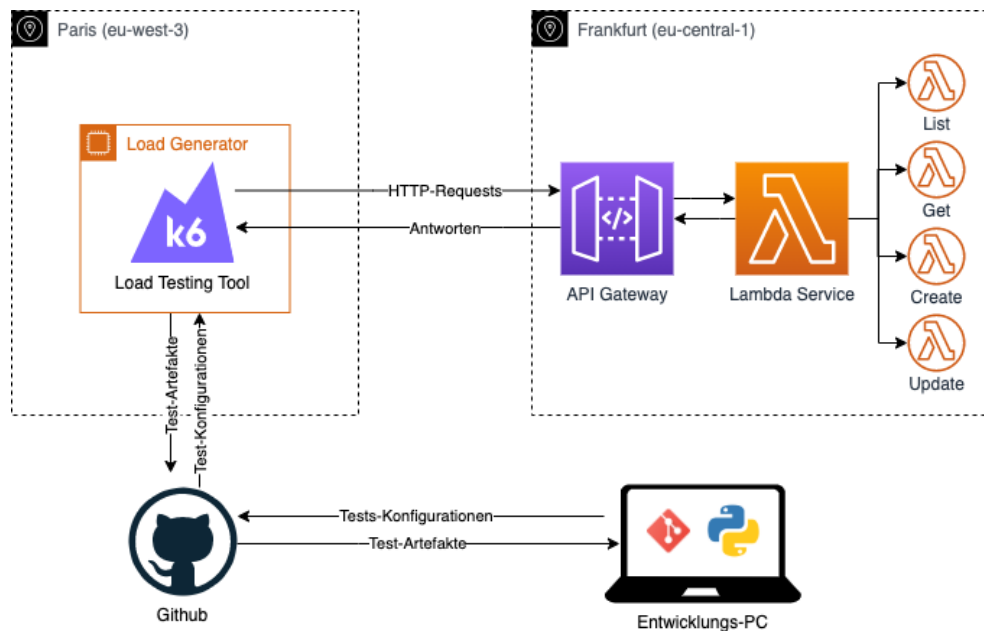 Paris (eu-west-3)
Frankfurt (eu-central-1)
Load Generator
k6
Load Testing Tool
HTTP-Requests
Antworten
</>
API Gateway
Lambda Service
List
Get
Create
Update
Test-Artefakte
Test-Konfigurationen
Tests-Konfigurationen
Test-Artefakte
Github
Entwicklungs-PC